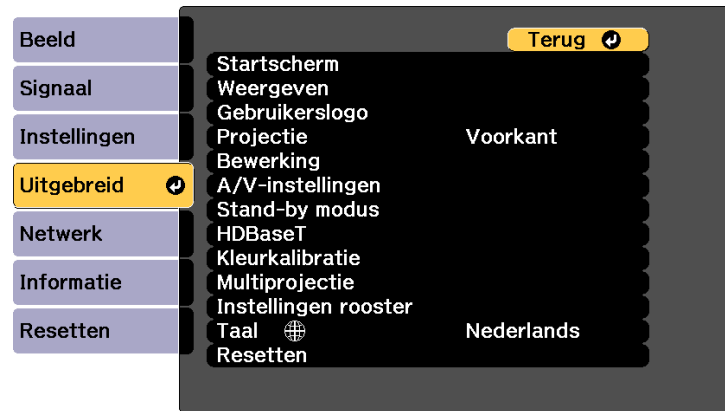 Beeld
Signaal
Instellingen
Uitgebreid
Netwerk
Informatie
Resetten
Terug
Startscherm
Weergeven
Gebruikerslogo
Projectie Voorkant
Bewerking
A/V-instellingen
Stand-by modus
HDBaseT
Kleurkalibratie
Multiprojectie
Instellingen rooster
Taal Nederlands
Resetten